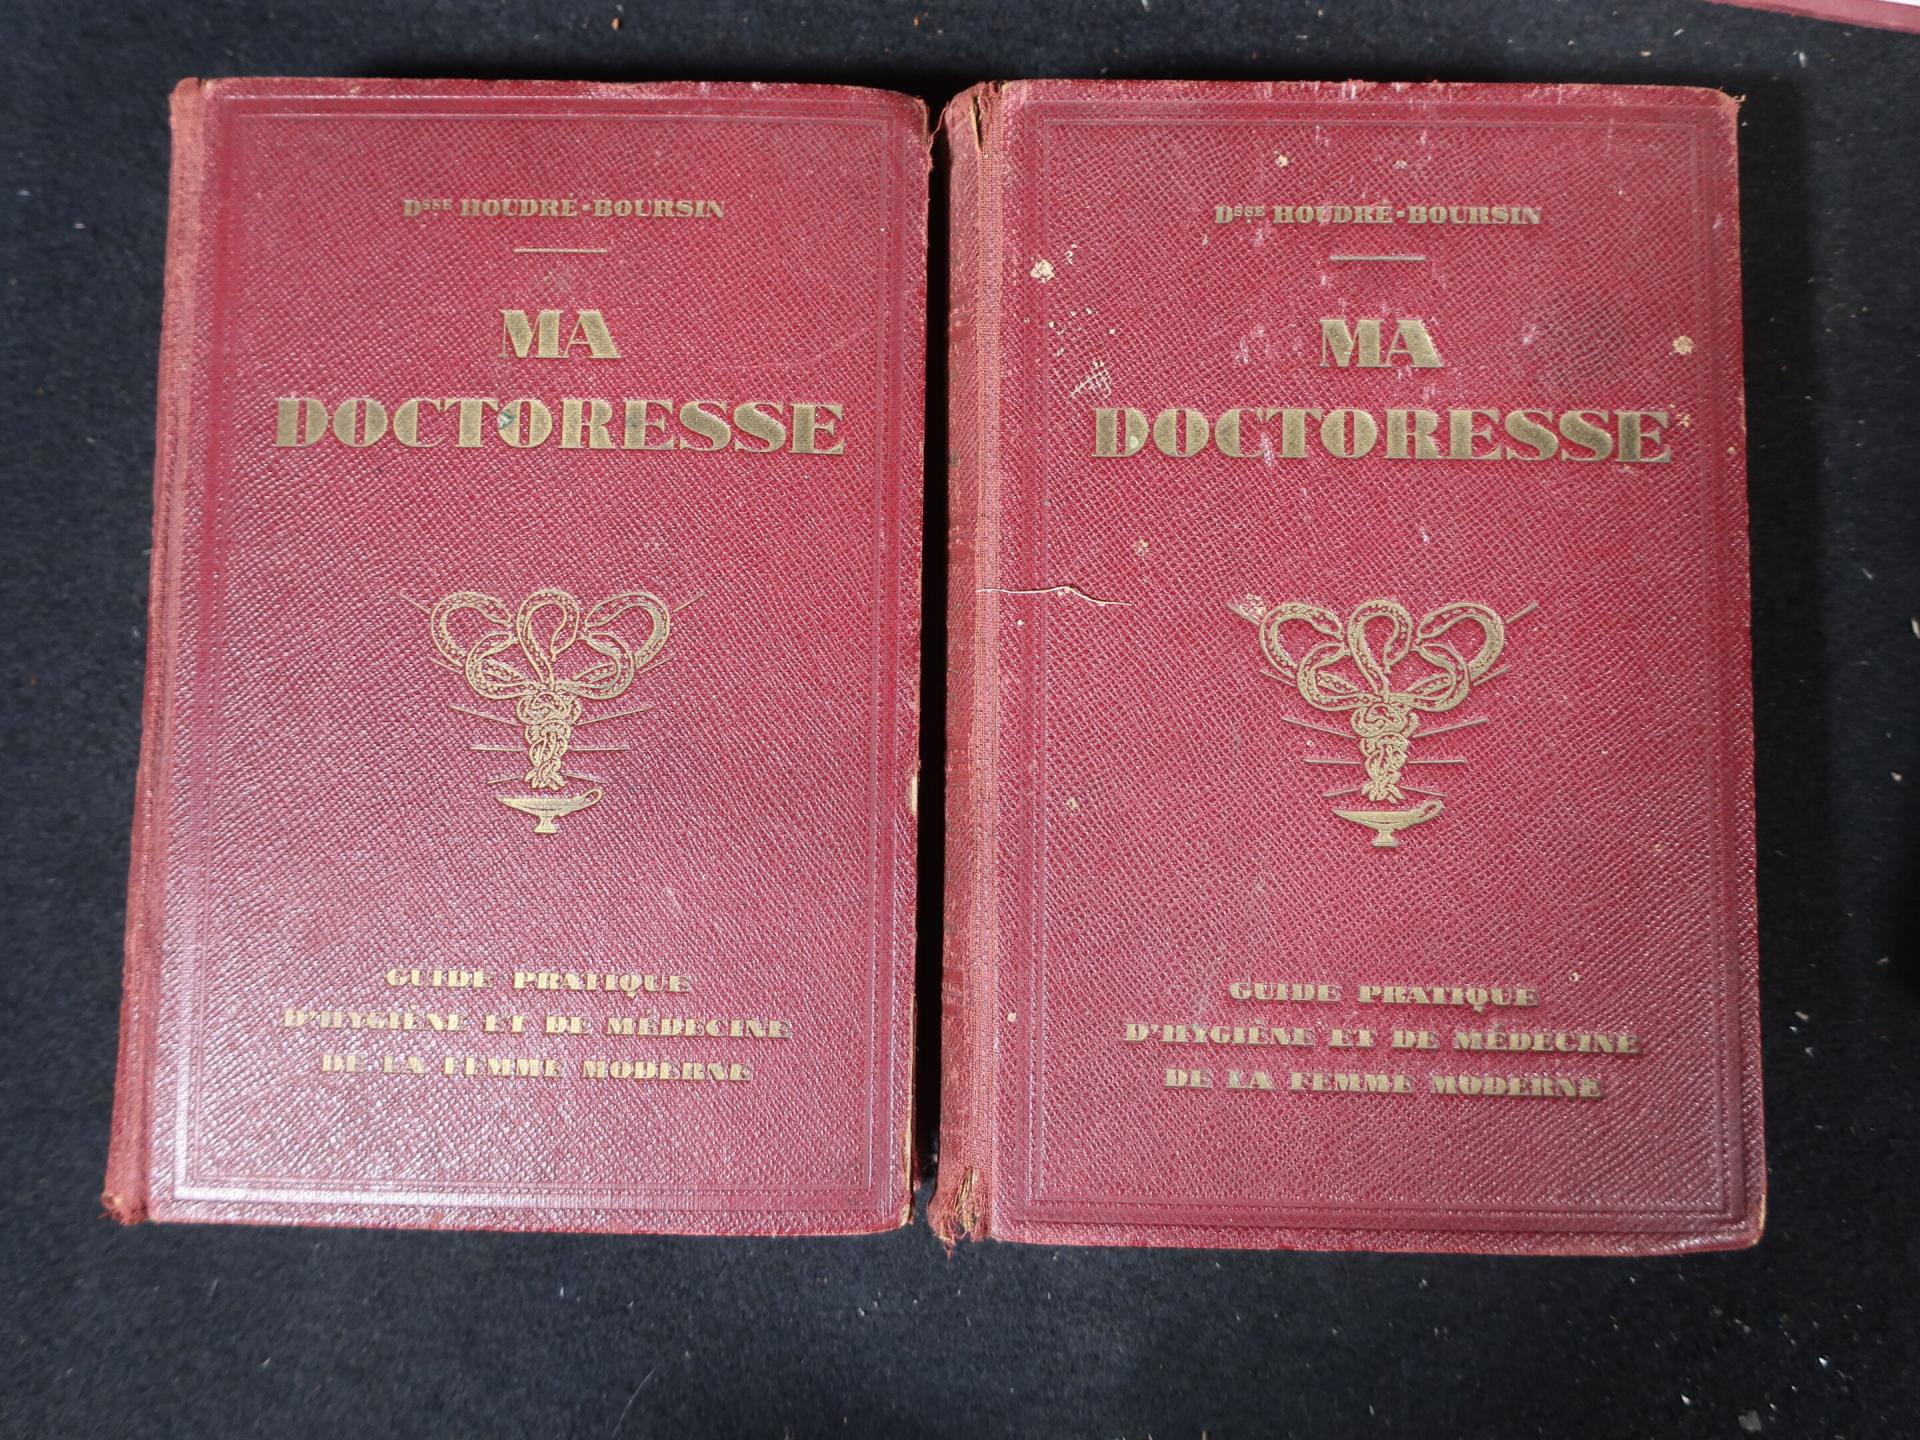 Dsse HOUDRÉ-BOURSIN
MA
DOCTORESSE
GUIDE PRATIQUE
D'HYGIÈNE ET DE MÉDECINE
DE LA FEMME MODERNE
Dsse HOUDRÉ-BOURSIN
MA
DOCTORESSE
GUIDE PRATIQUE
D'HYGIÈNE ET DE MÉDECINE
DE LA FEMME MODERNE